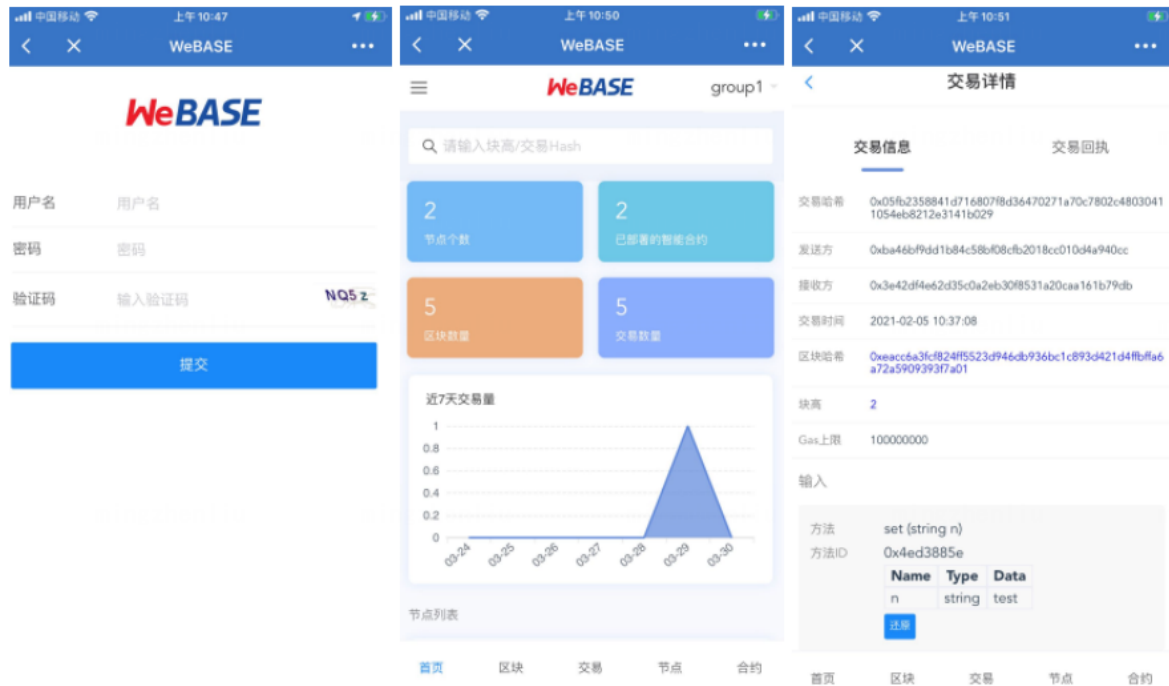 中国移动 上午10:47
WeBASE
WeBASE
用户名 用户名
密码 密码
验证码 输入验证码 NQ5z
提交
中国移动 上午10:50
WeBASE
WeBASE group1
请输入块高/交易Hash
2 2
节点个数 已部署的智能合约
5 5
区块数量 交易数量
近7天交易量
1
0.8
0.6
0.4
0.2
0
03-24 03-25 03-26 03-27 03-28 03-29 03-30
节点列表
首页 区块 交易 节点 合约
中国移动 上午10:51
WeBASE
交易详情
交易信息 交易回执
交易哈希 0x05fb2358841d716807f8d36470271a70c7802c4803041
1054eb8212e3141b029
发送方 0xba46bf9dd1b84c58bf08cfb2018cc010d4a940cc
接收方 0x3e42df4e62d35c0a2eb30f8531a20caa161b79db
交易时间 2021-02-05 10:37:08
区块哈希 0xeacc6a3fcf824ff5523d946db936bc1c893d421d4ffbffa6
a72a5909393f7a01
块高 2
Gas上限 100000000
输入
方法 set (string n)
方法ID 0x4ed3885e
Name Type Data
n string test
还原
首页 区块 交易 节点 合约